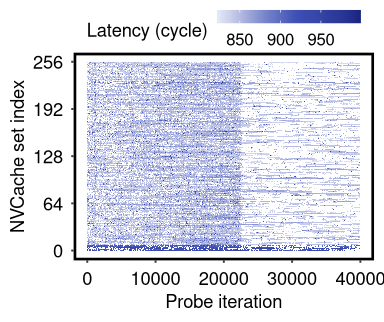 Latency (cycle)
850 900 950
NVCache set index
256
192
128
64
0
0 10000 20000 30000 40000
Probe iteration